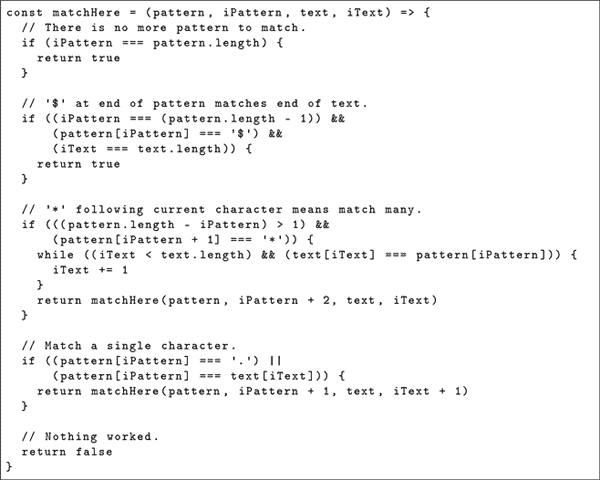 const matchHere = (pattern, iPattern, text, iText) => {
  // There is no more pattern to match.
  if (iPattern === pattern.length) {
    return true
  }

  // '$' at end of pattern matches end of text.
  if ((iPattern === (pattern.length - 1)) &&
      (pattern[iPattern] === '$') &&
      (iText === text.length)) {
    return true
  }

  // '*' following current character means match many.
  if (((pattern.length - iPattern) > 1) &&
      (pattern[iPattern + 1] === '*')) {
    while ((iText < text.length) && (text[iText] === pattern[iPattern])) {
      iText += 1
    }
    return matchHere(pattern, iPattern + 2, text, iText)
  }

  // Match a single character.
  if ((pattern[iPattern] === '.') ||
      (pattern[iPattern] === text[iText])) {
    return matchHere(pattern, iPattern + 1, text, iText + 1)
  }

  // Nothing worked.
  return false
}